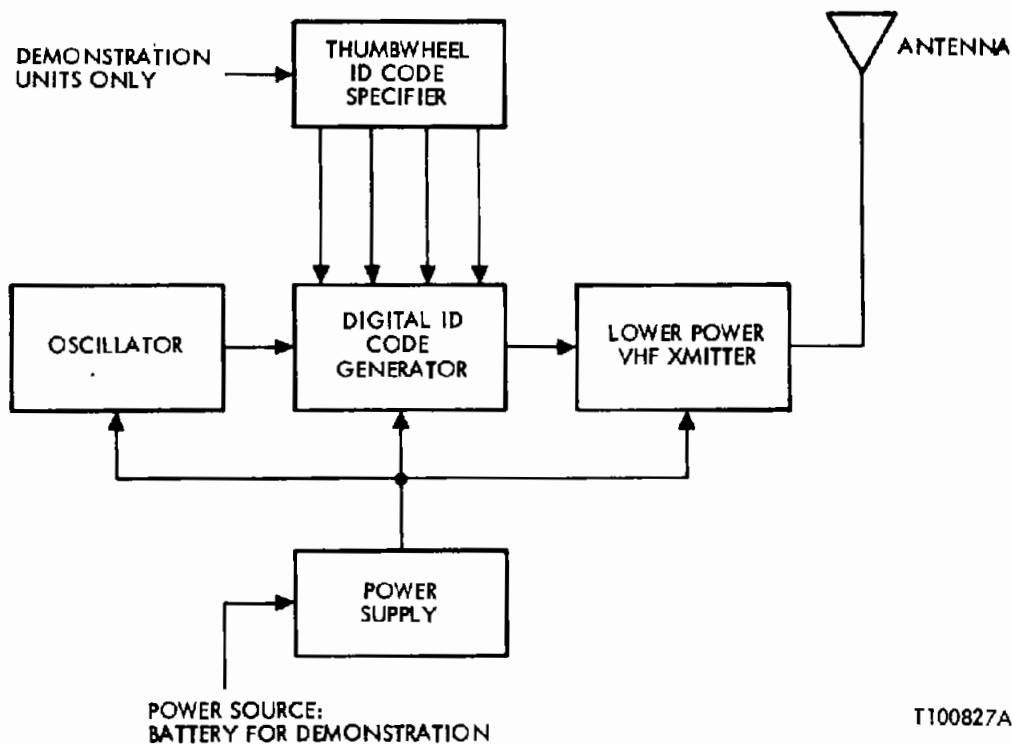 DEMONSTRATION
UNITS ONLY
THUMBWHEEL
ID CODE
SPECIFIER
ANTENNA
OSCILLATOR
DIGITAL ID
CODE
GENERATOR
LOWER POWER
VHF XMITTER
POWER
SUPPLY
POWER SOURCE:
BATTERY FOR DEMONSTRATION
T100827A